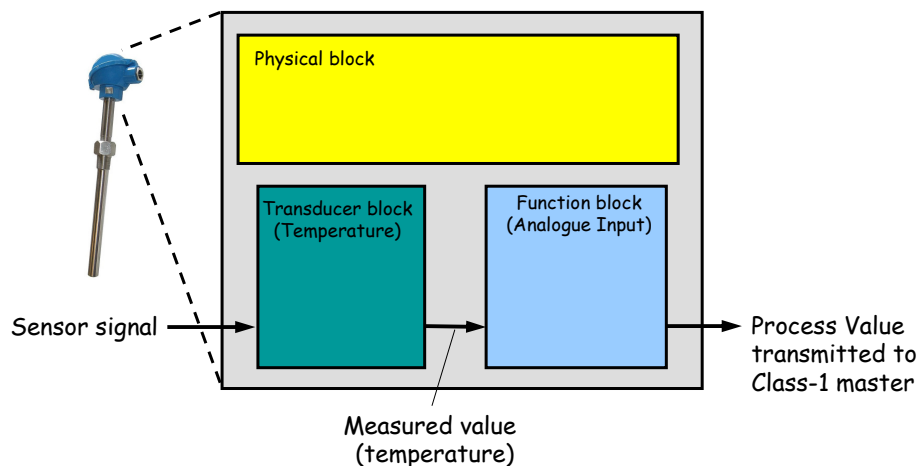 Physical block
Transducer block
(Temperature)
Function block
(Analogue Input)
Sensor signal
Process Value
transmitted to
Class-1 master
Measured value
(temperature)